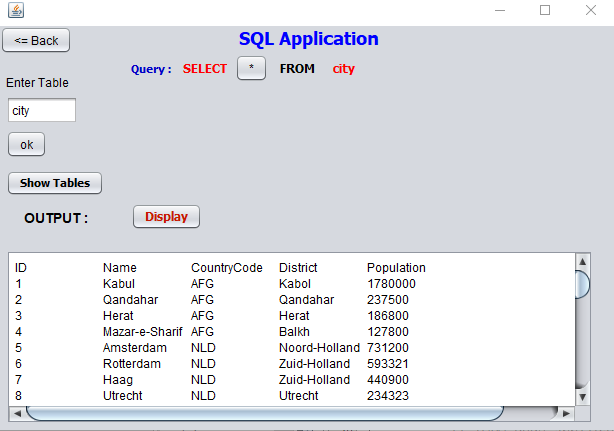 <= Back
SQL Application
Query : SELECT * FROM city
Enter Table
city
ok
Show Tables
OUTPUT : Display
ID Name CountryCode District Population
1 Kabul AFG Kabol 1780000
2 Qandahar AFG Qandahar 237500
3 Herat AFG Herat 186800
4 Mazar-e-Sharif AFG Balkh 127800
5 Amsterdam NLD Noord-Holland 731200
6 Rotterdam NLD Zuid-Holland 593321
7 Haag NLD Zuid-Holland 440900
8 Utrecht NLD Utrecht 234323